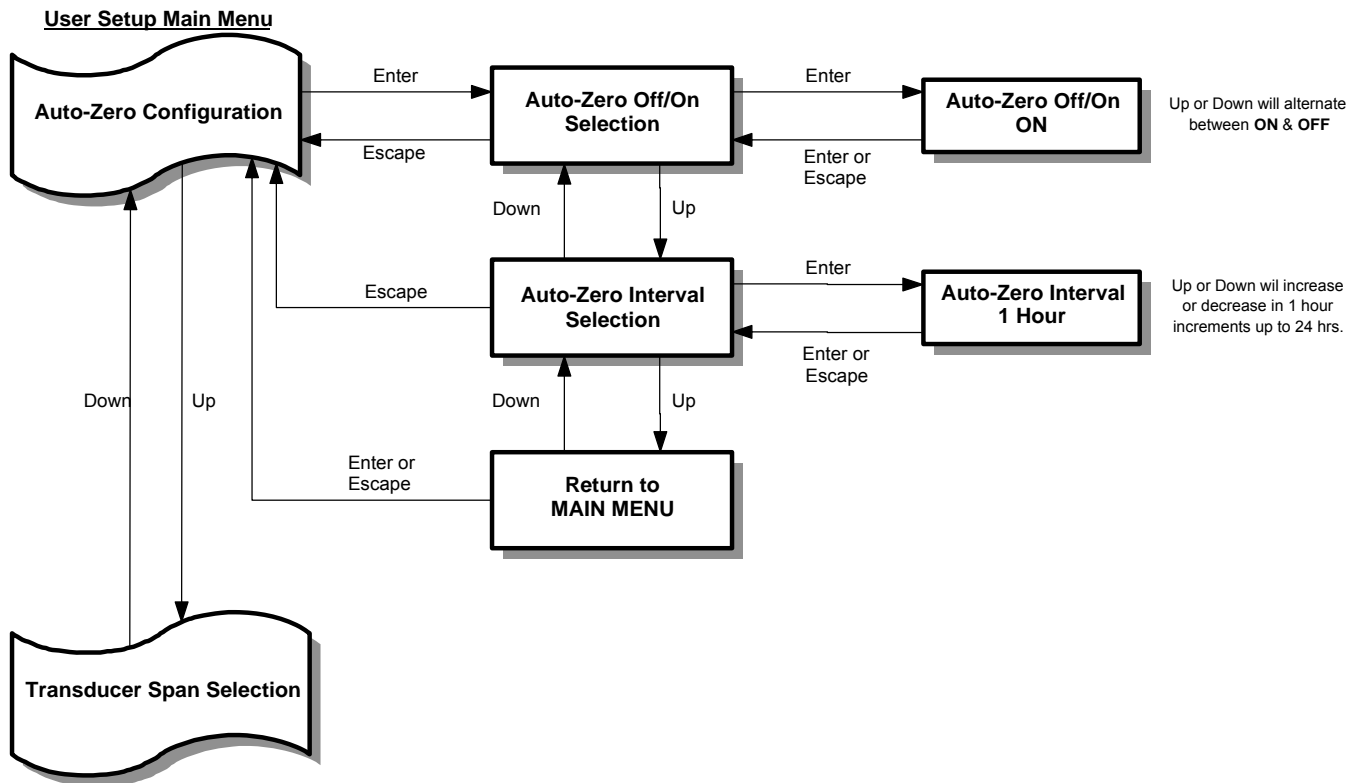 User Setup Main Menu
Auto-Zero Configuration
Enter
Escape
Auto-Zero Off/On
Selection
Enter
Enter or
Escape
Auto-Zero Off/On
ON
Up or Down will alternate
between ON & OFF
Down
Up
Escape
Auto-Zero Interval
Selection
Enter
Enter or
Escape
Auto-Zero Interval
1 Hour
Up or Down will increase
or decrease in 1 hour
increments up to 24 hrs.
Down
Up
Down
Up
Enter or
Escape
Return to
MAIN MENU
Transducer Span Selection